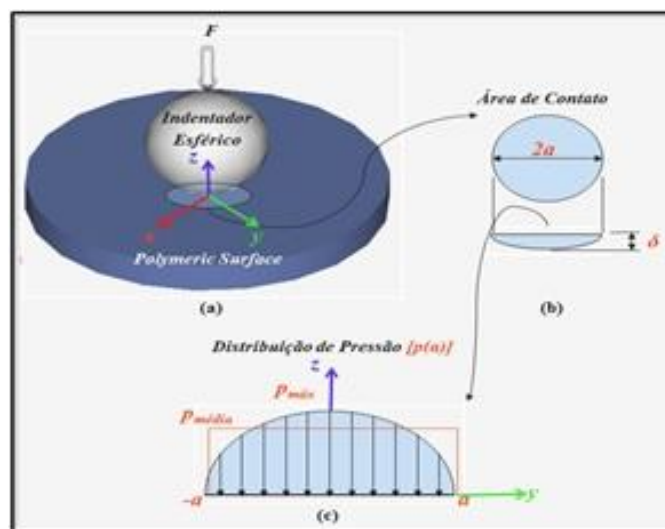 F
Indentador
Esférico
z
x
y
Polymeric Surface
(a)
Área de Contato
2a
δ
(b)
Distribuição de Pressão [p(a)]
z
pmáx
pmédia
-a
a
y
(c)